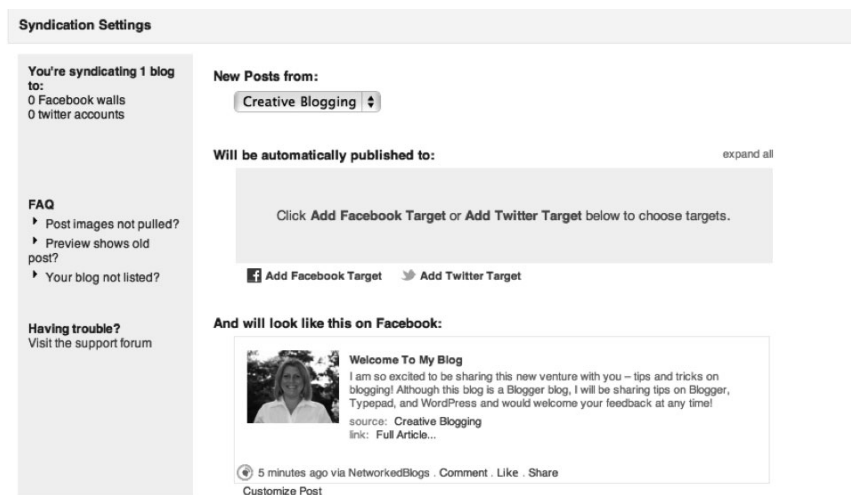 Syndication Settings
You're syndicating 1 blog
to:
0 Facebook walls
0 twitter accounts
FAQ
Post images not pulled?
Preview shows old
post?
Your blog not listed?
Having trouble?
Visit the support forum
New Posts from:
Creative Blogging
Will be automatically published to:
expand all
Click Add Facebook Target or Add Twitter Target below to choose targets.
Add Facebook Target
Add Twitter Target
And will look like this on Facebook:
Welcome To My Blog
I am so excited to be sharing this new venture with you – tips and tricks on
blogging! Although this blog is a Blogger blog, I will be sharing tips on Blogger,
Typepad, and WordPress and would welcome your feedback at any time!
source: Creative Blogging
link: Full Article...
5 minutes ago via NetworkedBlogs . Comment . Like . Share
Customize Post